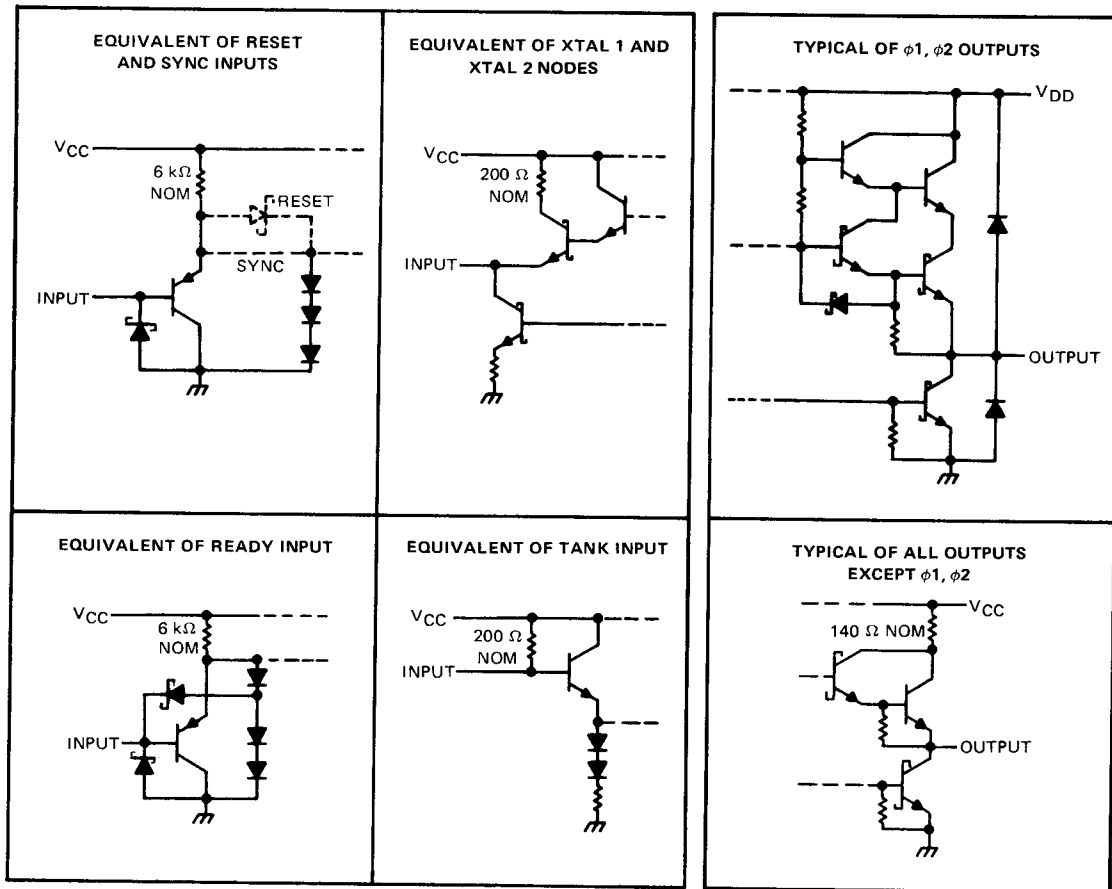 EQUIVALENT OF RESET
AND SYNC INPUTS
VCC
6 kΩ
NOM
RESET
SYNC
INPUT
EQUIVALENT OF XTAL 1 AND
XTAL 2 NODES
VCC
200 Ω
NOM
INPUT
TYPICAL OF ϕ1, ϕ2 OUTPUTS
VDD
OUTPUT
EQUIVALENT OF READY INPUT
VCC
6 kΩ
NOM
INPUT
EQUIVALENT OF TANK INPUT
VCC
200 Ω
NOM
INPUT
TYPICAL OF ALL OUTPUTS
EXCEPT ϕ1, ϕ2
VCC
140 Ω NOM
OUTPUT